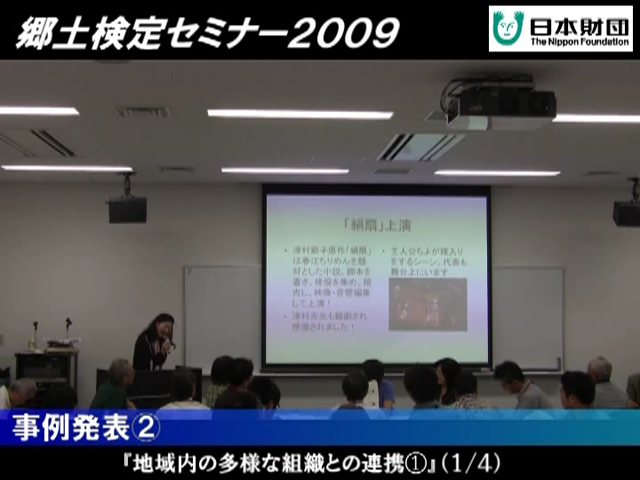 郷土検定セミナー2009
日本財団
The Nippon Foundation
「絹扇」上演
• 津村節子原作「絹扇」
は春江ちりめんを題
材とした小説。脚本を
書き、俳優を集め、稽
古し、映像・音響編集
して上演！
• 津村先生も観劇され
感激されました！
• 主人公ちよが嫁入り
をするシーン、代表も
舞台上にいます
事例発表②
『地域内の多様な組織との連携①』(1/4)